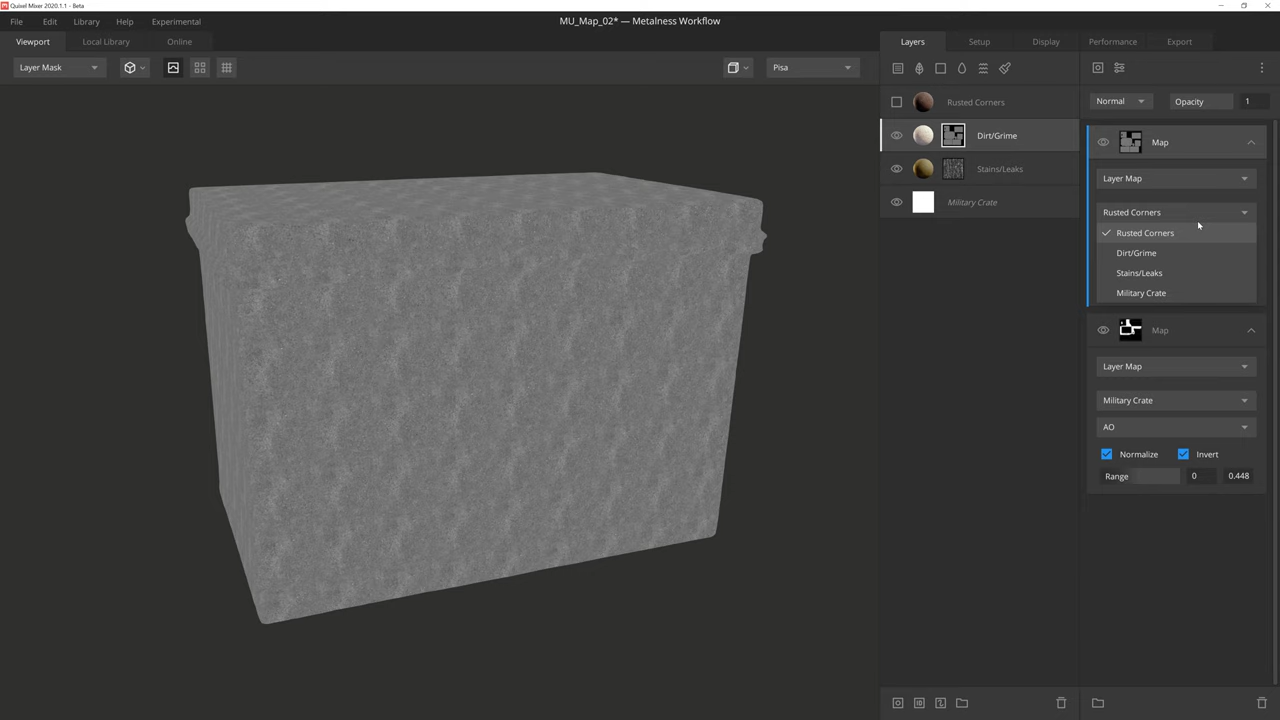 Quixel Mixer 2020.1.1 - Beta
File Edit Library Help Experimental
MU_Map_02* — Metalness Workflow
Viewport Local Library Online
Layers Setup Display Performance Export
Layer Mask
Pisa
Normal Opacity 1
Rusted Corners
Dirt/Grime
Stains/Leaks
Military Crate
Map
Layer Map
Rusted Corners
Rusted Corners
Dirt/Grime
Stains/Leaks
Military Crate
Map
Layer Map
Military Crate
AO
Normalize Invert
Range 0 0.448